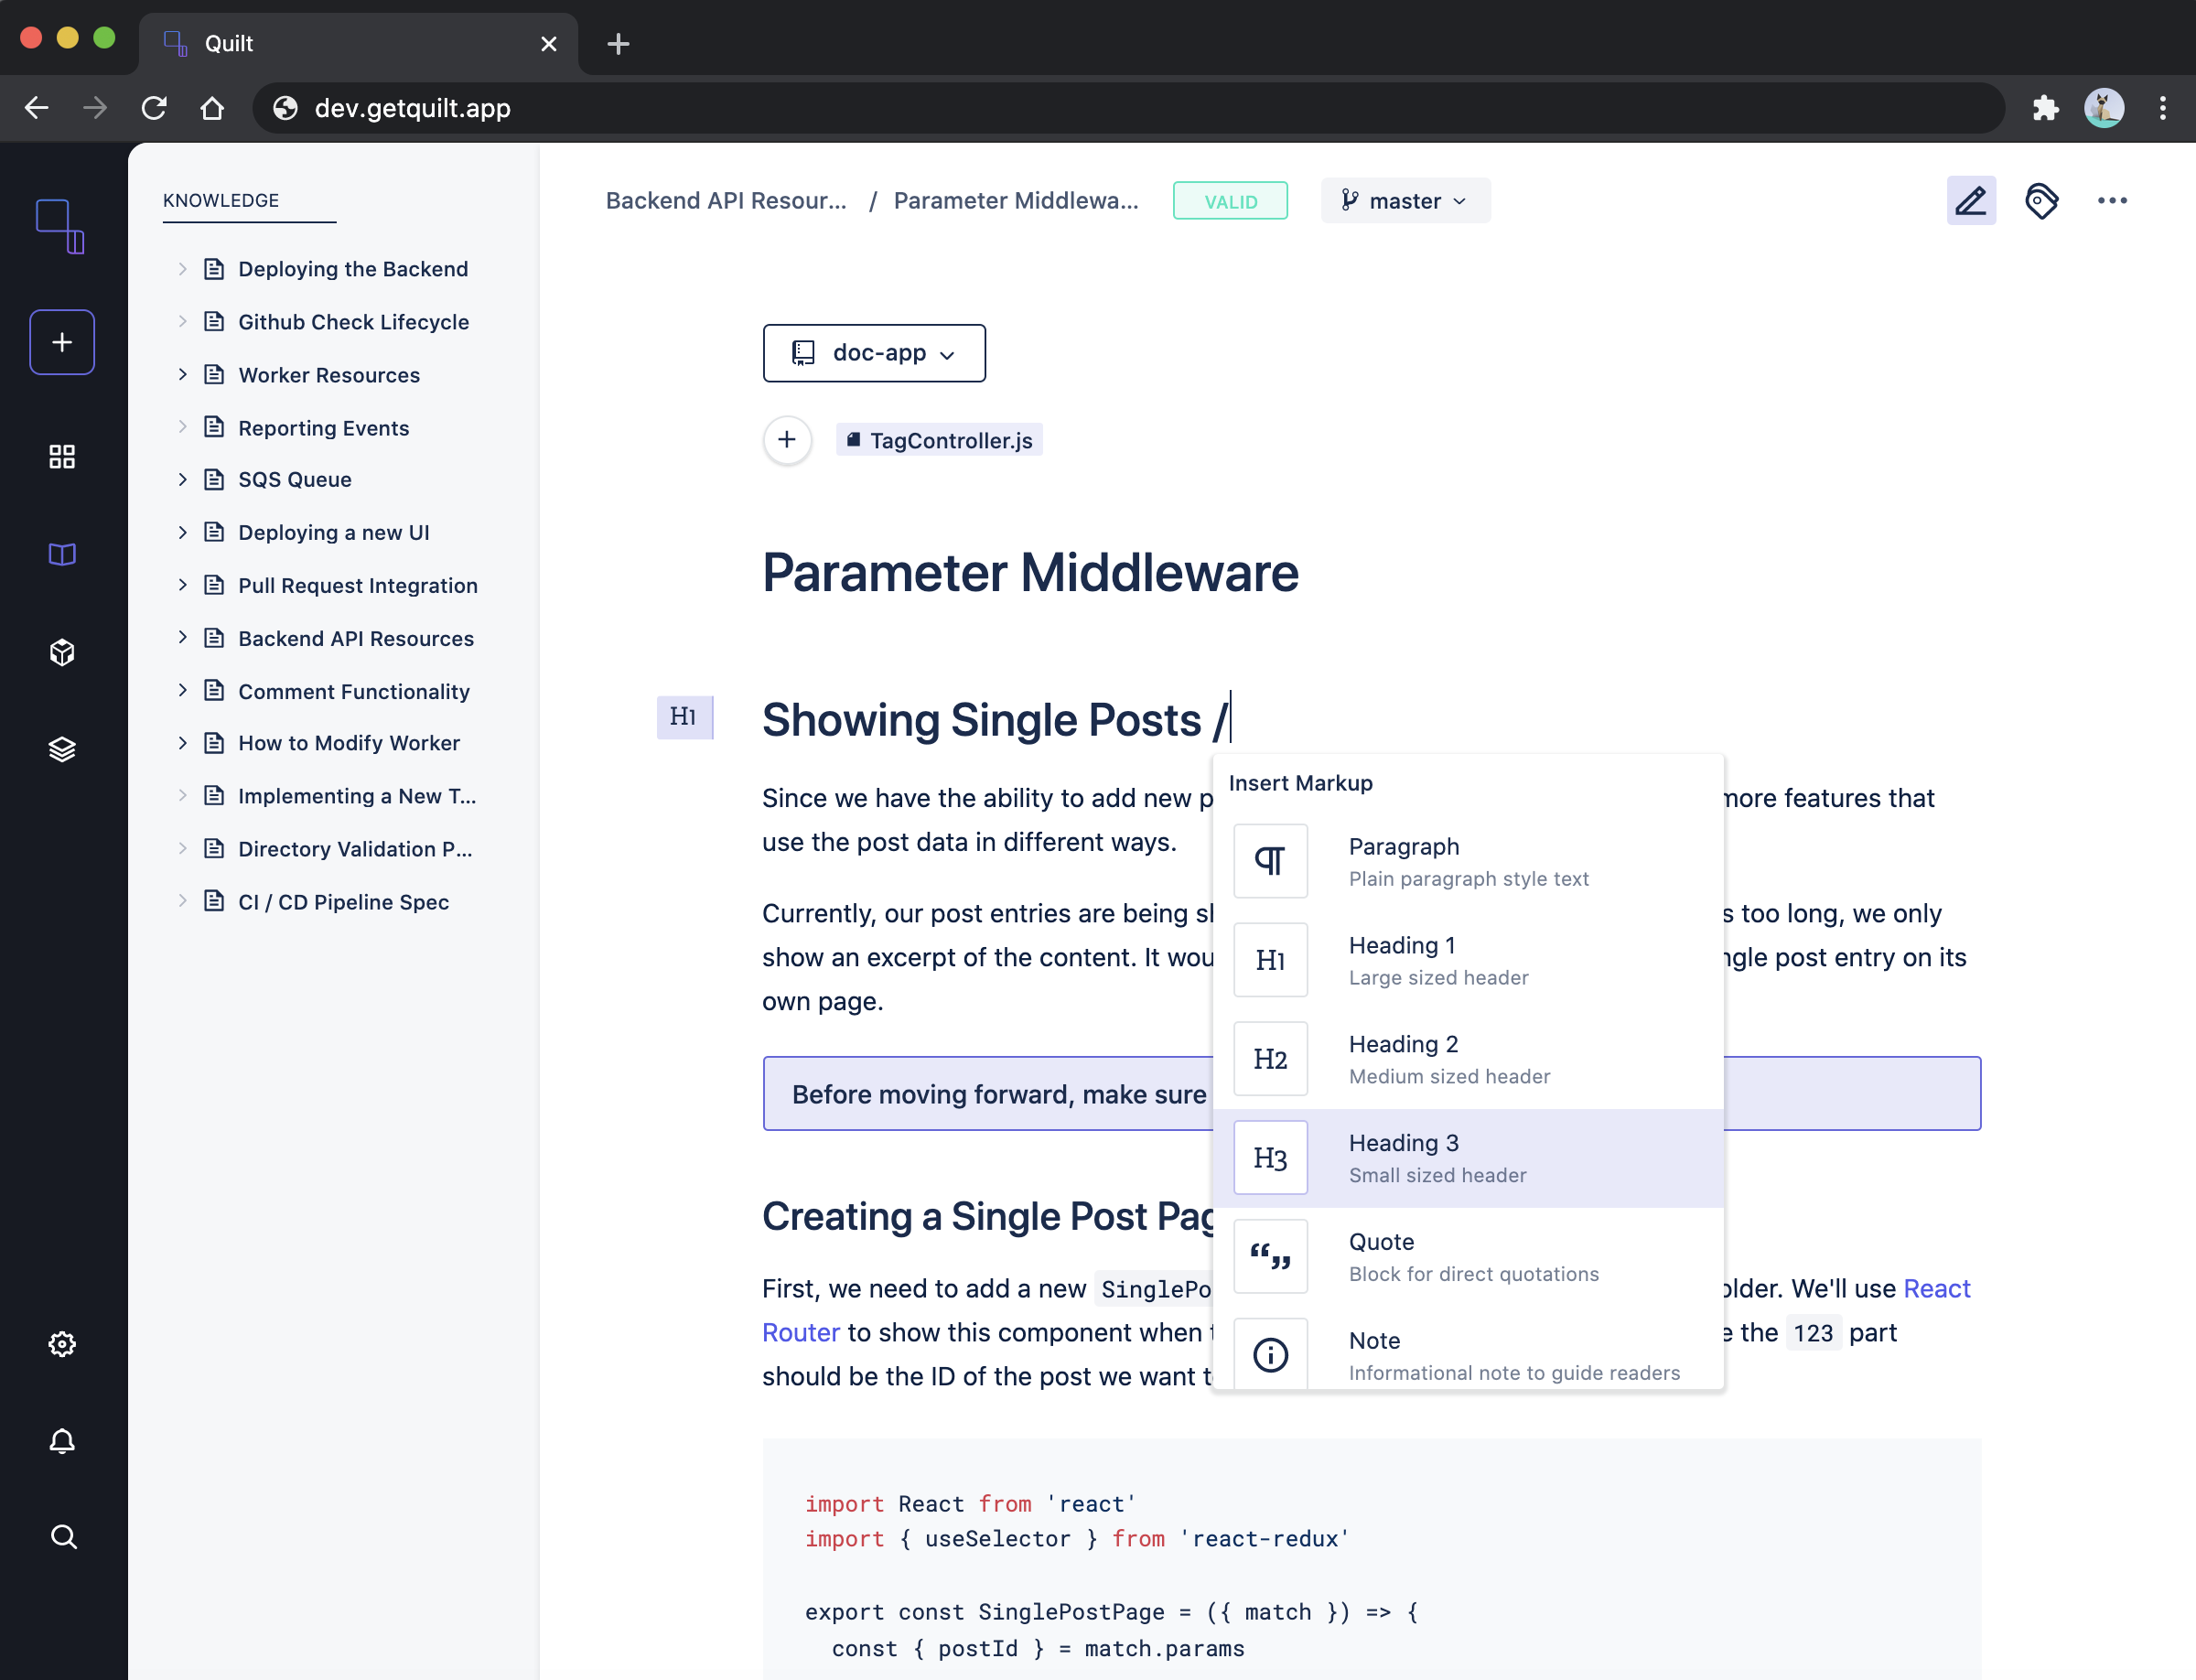 Quilt
dev.getquilt.app
KNOWLEDGE
Deploying the Backend
Github Check Lifecycle
Worker Resources
Reporting Events
SQS Queue
Deploying a new UI
Pull Request Integration
Backend API Resources
Comment Functionality
How to Modify Worker
Implementing a New T...
Directory Validation P...
CI / CD Pipeline Spec
Backend API Resour... / Parameter Middlewa... VALID master
doc-app
TagController.js
Parameter Middleware
H1 Showing Single Posts /
Since we have the ability to add new p
more features that
use the post data in different ways.
Currently, our post entries are being sl
s too long, we only
show an excerpt of the content. It wou
ngle post entry on its
own page.
Before moving forward, make sure
Creating a Single Post Pag
First, we need to add a new SinglePo
older. We'll use React
Router to show this component when t
e the 123 part
should be the ID of the post we want t
Insert Markup
Paragraph
Plain paragraph style text
H1 Heading 1
Large sized header
H2 Heading 2
Medium sized header
H3 Heading 3
Small sized header
Quote
Block for direct quotations
Note
Informational note to guide readers
import React from 'react'
import { useSelector } from 'react-redux'
export const SinglePostPage = ({ match }) => {
const { postId } = match.params